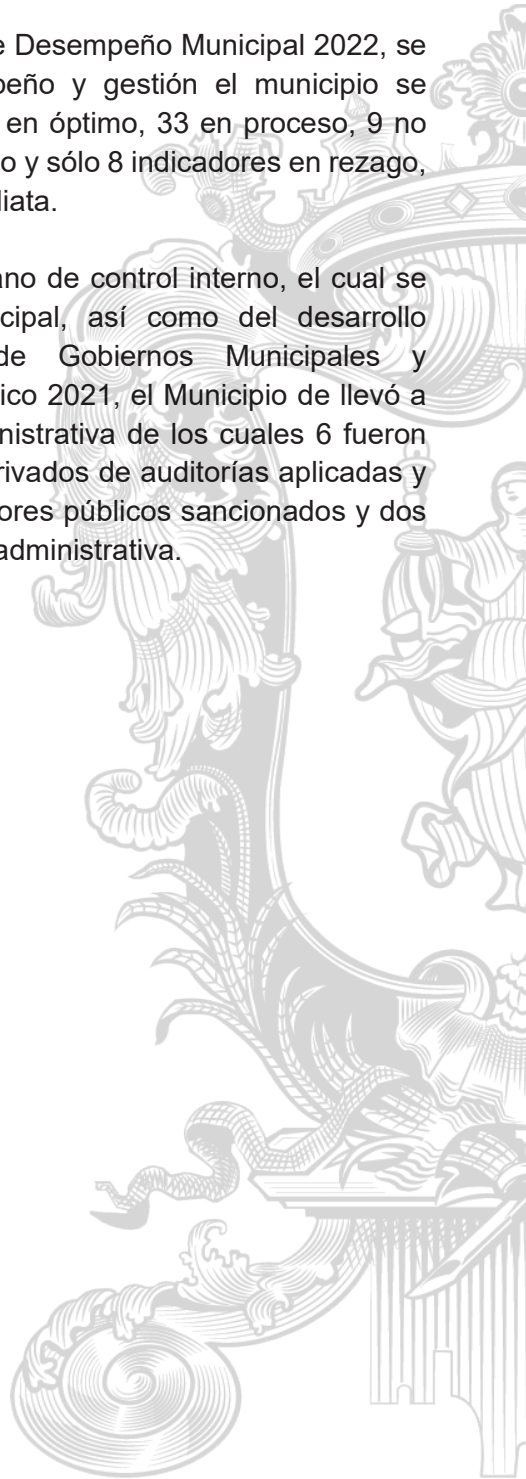 e Desempeño Municipal 2022, se
peño y gestión el municipio se
en óptimo, 33 en proceso, 9 no
o y sólo 8 indicadores en rezago,
liata.
ano de control interno, el cual se
cipal, así como del desarrollo
de Gobiernos Municipales y
ico 2021, el Municipio de llevó a
inistrativa de los cuales 6 fueron
rivados de auditorías aplicadas y
ores públicos sancionados y dos
administrativa.